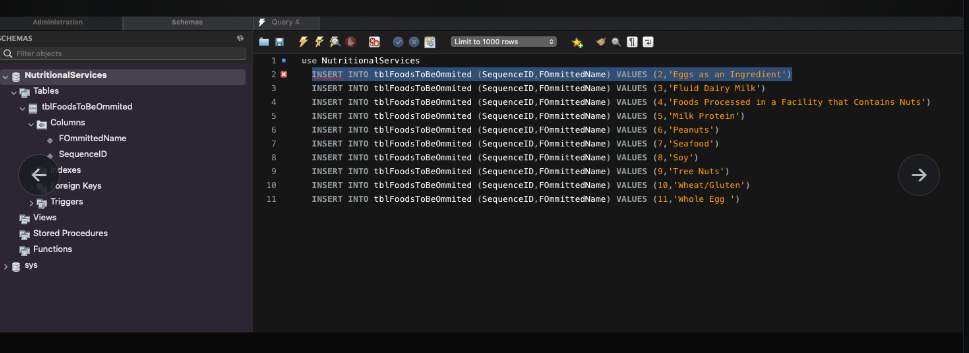 Administration
Schemas
Query 4
SCHEMAS
Filter objects
Limit to 1000 rows
NutritionalServices
Tables
tblFoodsToBeOmmited
Columns
FOmmittedName
SequenceID
Indexes
Foreign Keys
Triggers
Views
Stored Procedures
Functions
sys
1 use NutritionalServices
2 INSERT INTO tblFoodsToBeOmmited (SequenceID,FOmmittedName) VALUES (2,'Eggs as an Ingredient')
3 INSERT INTO tblFoodsToBeOmmited (SequenceID,FOmmittedName) VALUES (3,'Fluid Dairy Milk')
4 INSERT INTO tblFoodsToBeOmmited (SequenceID,FOmmittedName) VALUES (4,'Foods Processed in a Facility that Contains Nuts')
5 INSERT INTO tblFoodsToBeOmmited (SequenceID,FOmmittedName) VALUES (5,'Milk Protein')
6 INSERT INTO tblFoodsToBeOmmited (SequenceID,FOmmittedName) VALUES (6,'Peanuts')
7 INSERT INTO tblFoodsToBeOmmited (SequenceID,FOmmittedName) VALUES (7,'Seafood')
8 INSERT INTO tblFoodsToBeOmmited (SequenceID,FOmmittedName) VALUES (8,'Soy')
9 INSERT INTO tblFoodsToBeOmmited (SequenceID,FOmmittedName) VALUES (9,'Tree Nuts')
10 INSERT INTO tblFoodsToBeOmmited (SequenceID,FOmmittedName) VALUES (10,'Wheat/Gluten')
11 INSERT INTO tblFoodsToBeOmmited (SequenceID,FOmmittedName) VALUES (11,'Whole Egg ')